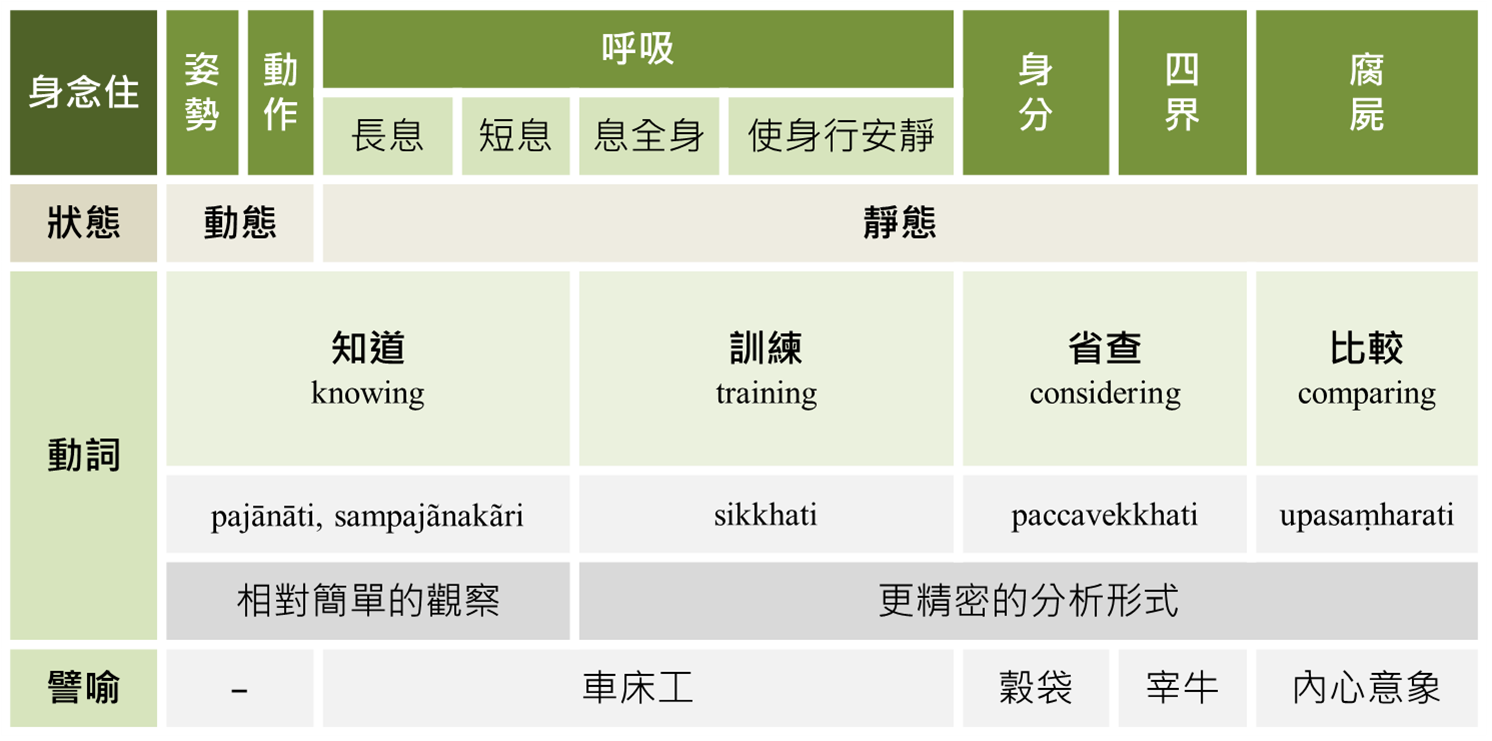 身念住
姿勢
動作
呼吸
長息
短息
息全身
使身行安靜
身分
四界
腐屍
狀態
動態
靜態
動詞
知道
knowing
訓練
training
省查
considering
比較
comparing
pajānāti, sampajãnakãri
sikkhati
paccavekkhati
upasaṃharati
相對簡單的觀察
更精密的分析形式
譬喻
–
車床工
穀袋
宰牛
內心意象